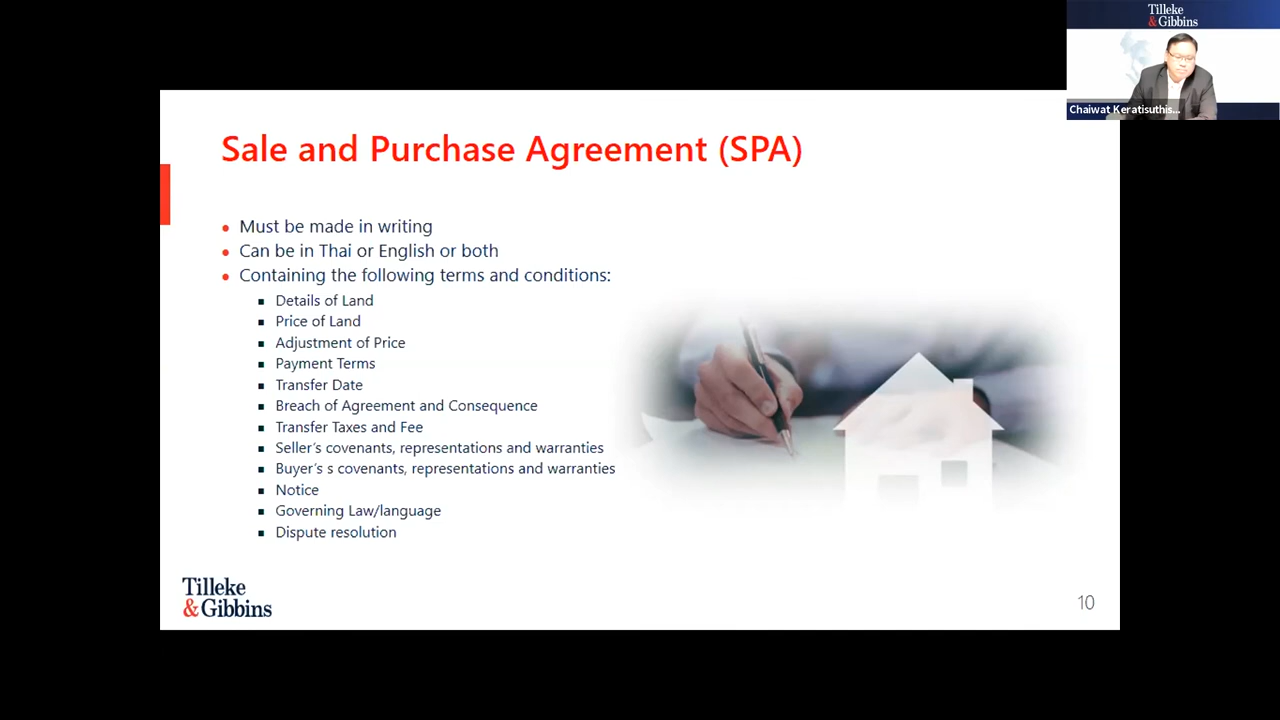 Tilleke
& Gibbins
Chaiwat Keratisuthis...
Sale and Purchase Agreement (SPA)
• Must be made in writing
• Can be in Thai or English or both
• Containing the following terms and conditions:
▪ Details of Land
▪ Price of Land
▪ Adjustment of Price
▪ Payment Terms
▪ Transfer Date
▪ Breach of Agreement and Consequence
▪ Transfer Taxes and Fee
▪ Seller's covenants, representations and warranties
▪ Buyer's s covenants, representations and warranties
▪ Notice
▪ Governing Law/language
▪ Dispute resolution
Tilleke
& Gibbins
10